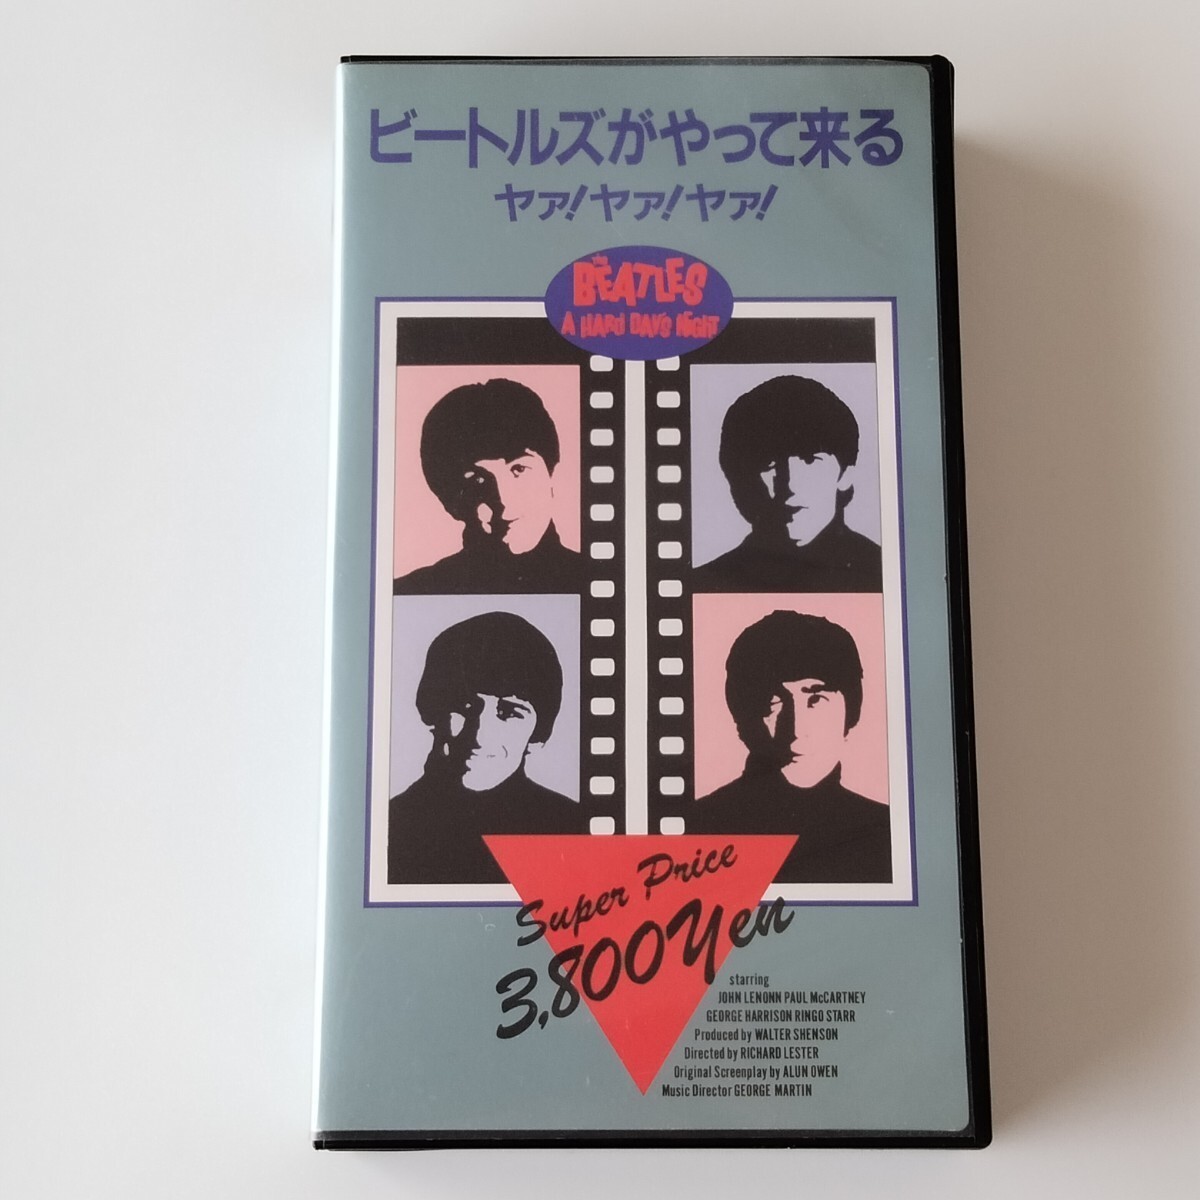 ビートルズがやって来る
ヤァ!ヤァ!ヤァ!
the
BEATLES
A HARD DAY'S NIGHT
Super Price
3,800Yen
starring
JOHN LENONN PAUL McCARTNEY
GEORGE HARRISON RINGO STARR
Produced by WALTER SHENSON
Directed by RICHARD LESTER
Original Screenplay by ALUN OWEN
Music Director GEORGE MARTIN